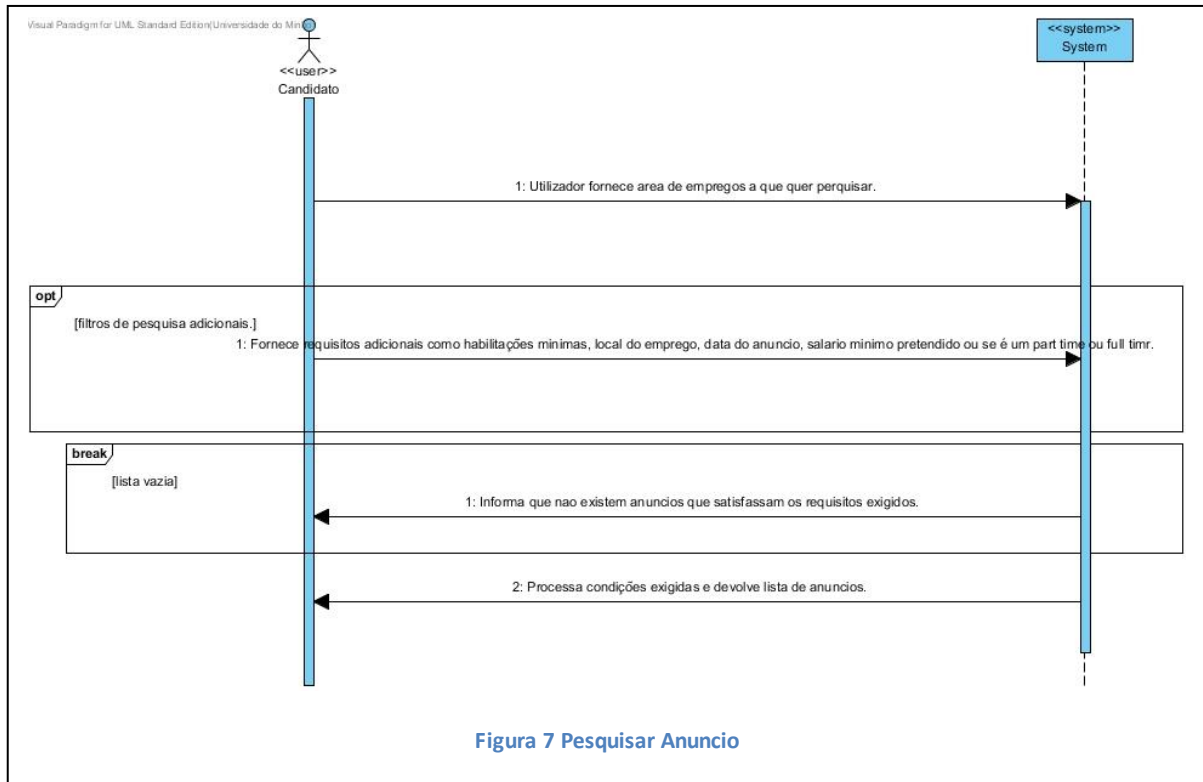 Visual Paradigm for UML Standard Edition(Universidade do Minho)
<<user>>
Candidato
<<system>>
System
1: Utilizador fornece area de empregos a que quer perquisar.
opt
[filtros de pesquisa adicionais.]
1: Fornece requisitos adicionais como habilitações minimas, local do emprego, data do anuncio, salario minimo pretendido ou se é um part time ou full timr.
break
[lista vazia]
1: Informa que nao existem anuncios que satisfassam os requisitos exigidos.
2: Processa condições exigidas e devolve lista de anuncios.
Figura 7 Pesquisar Anuncio